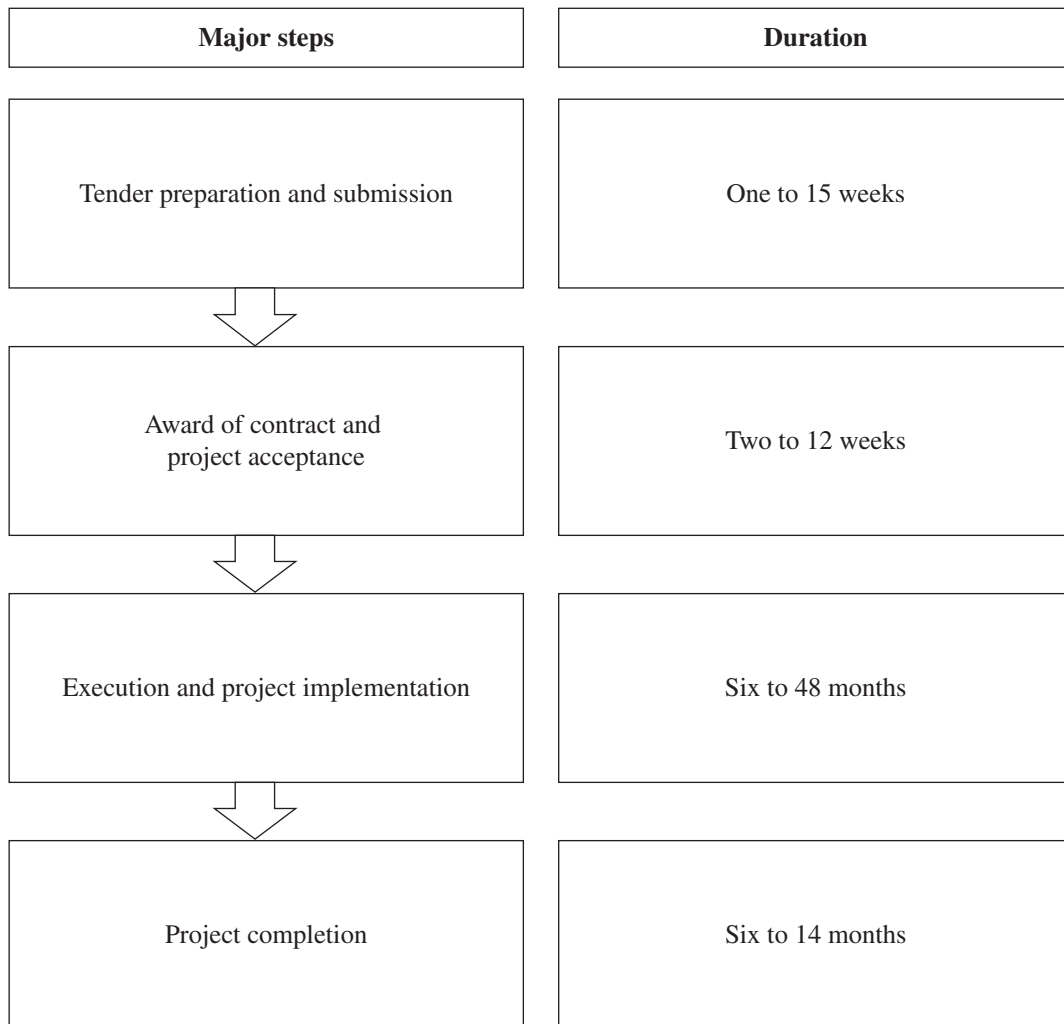 Major steps
Duration
Tender preparation and submission
One to 15 weeks
Award of contract and
project acceptance
Two to 12 weeks
Execution and project implementation
Six to 48 months
Project completion
Six to 14 months